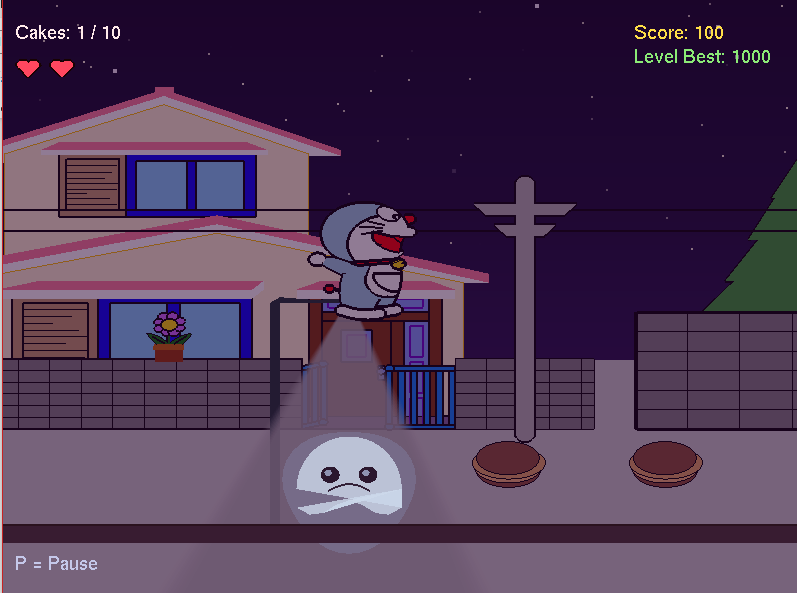 Cakes: 1 / 10
Score: 100
Level Best: 1000
P = Pause